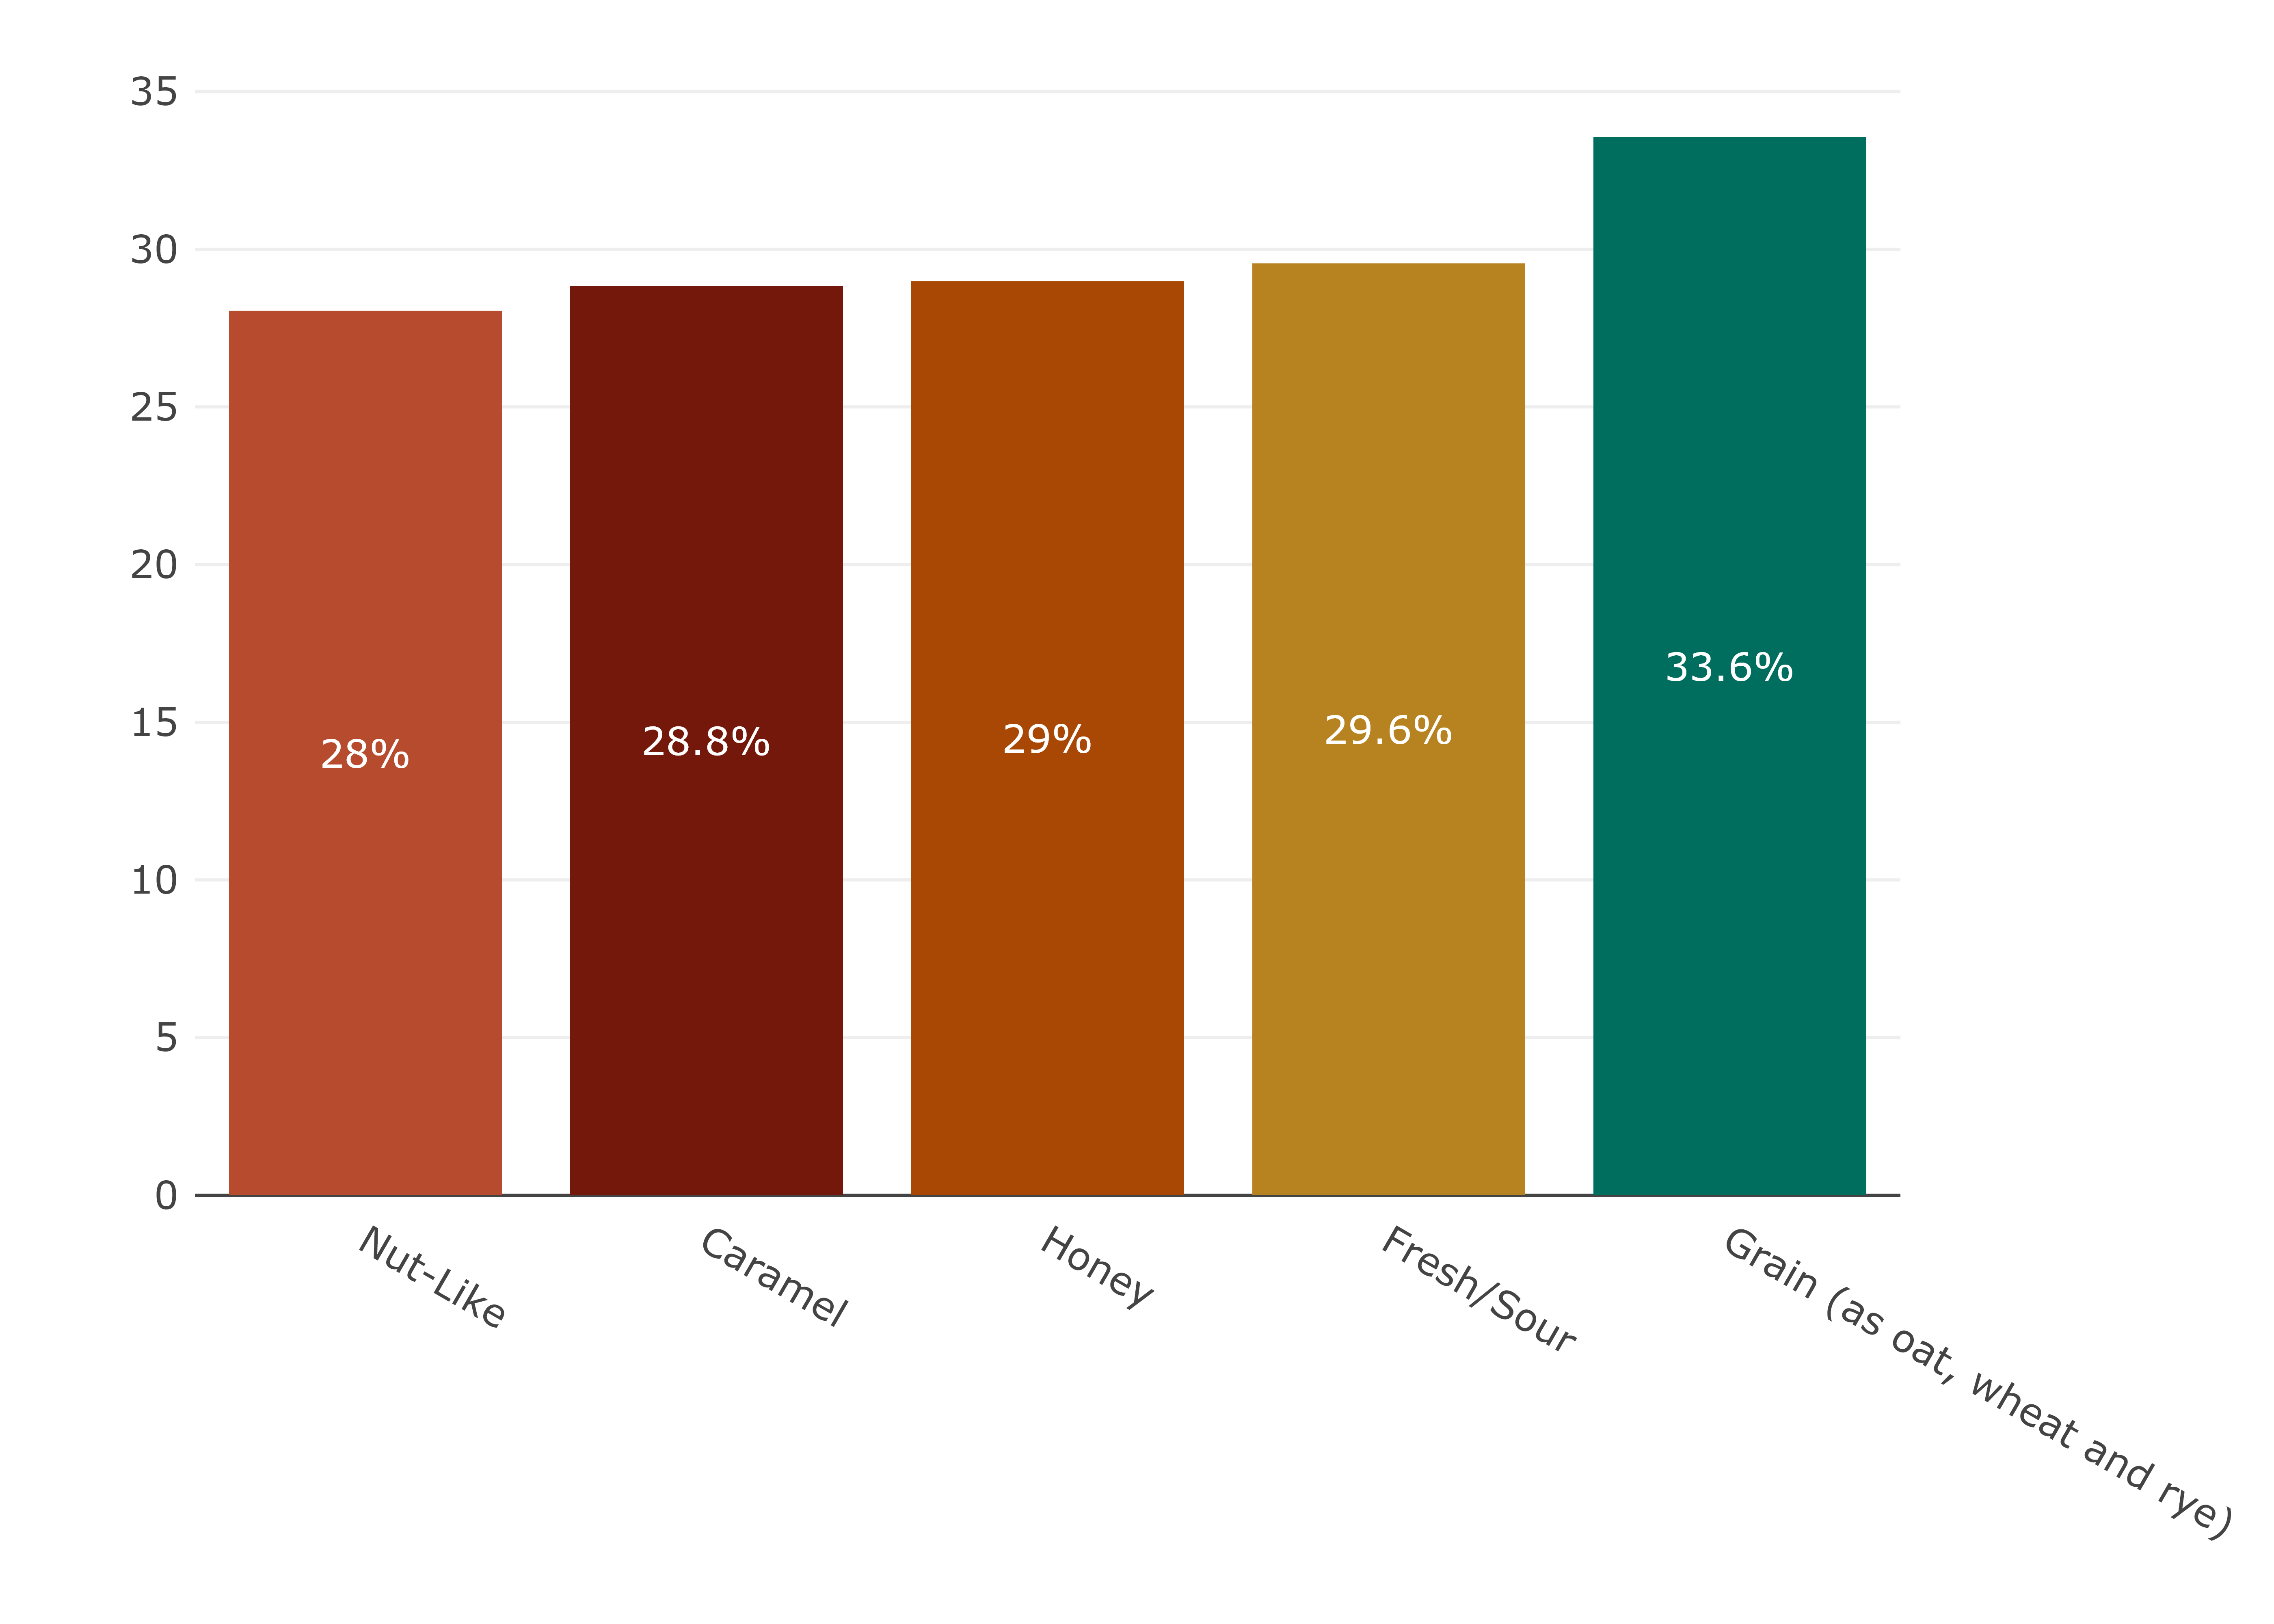 35
30
25
20
15
10
5
0
28%
28.8%
29%
29.6%
33.6%
Nut-Like
Caramel
Honey
Fresh/Sour
Grain (as oat, wheat and rye)